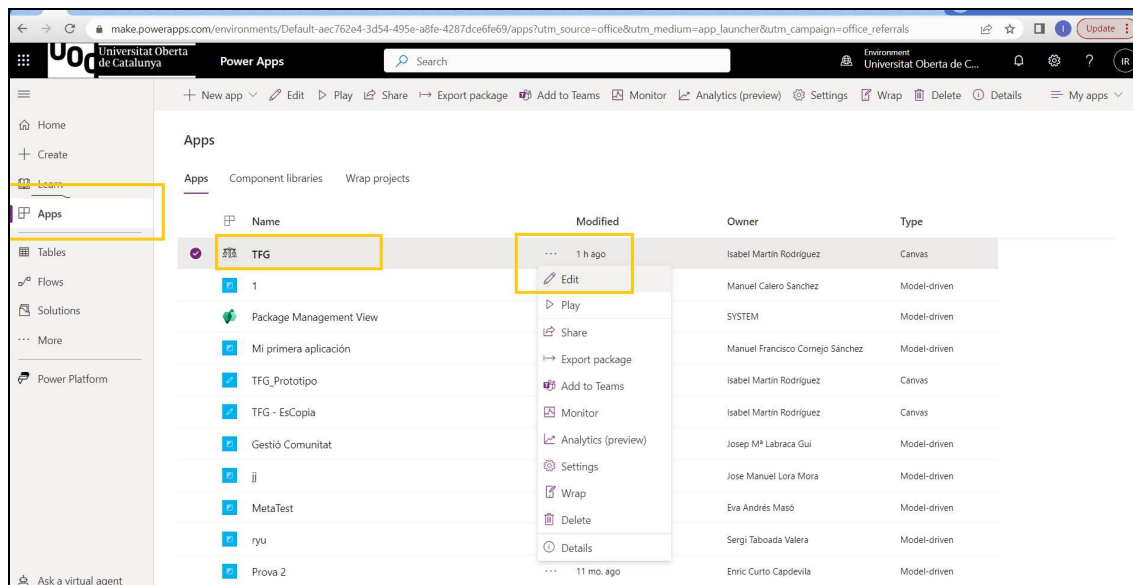 make.powerapps.com/environments/Default-aec762e4-3d54-495e-a8fe-4287dce6fe69/apps?utm_source=office&utm_medium=app_launcher&utm_campaign=office_referrals
I
Update
UOC Universitat Oberta
de Catalunya
Power Apps
Search
Environment
Universitat Oberta de C...
?
IR
New app
Edit
Play
Share
Export package
Add to Teams
Monitor
Analytics (preview)
Settings
Wrap
Delete
Details
My apps
Home
Create
Learn
Apps
Tables
Flows
Solutions
More
Power Platform
Ask a virtual agent
Apps
Apps Component libraries Wrap projects
Name Modified Owner Type
TFG ... 1 h ago Isabel Martín Rodríguez Canvas
1 Manuel Calero Sanchez Model-driven
Package Management View SYSTEM Model-driven
Mi primera aplicación Manuel Francisco Cornejo Sánchez Model-driven
TFG_Prototipo Isabel Martín Rodríguez Canvas
TFG - EsCopia Isabel Martín Rodríguez Canvas
Gestió Comunitat Josep Mª Labraca Gui Model-driven
jj Jose Manuel Lora Mora Model-driven
MetaTest Eva Andrés Masó Model-driven
ryu Sergi Taboada Valera Model-driven
Prova 2 ... 11 mo. ago Enric Curto Capdevila Model-driven
Edit
Play
Share
Export package
Add to Teams
Monitor
Analytics (preview)
Settings
Wrap
Delete
Details